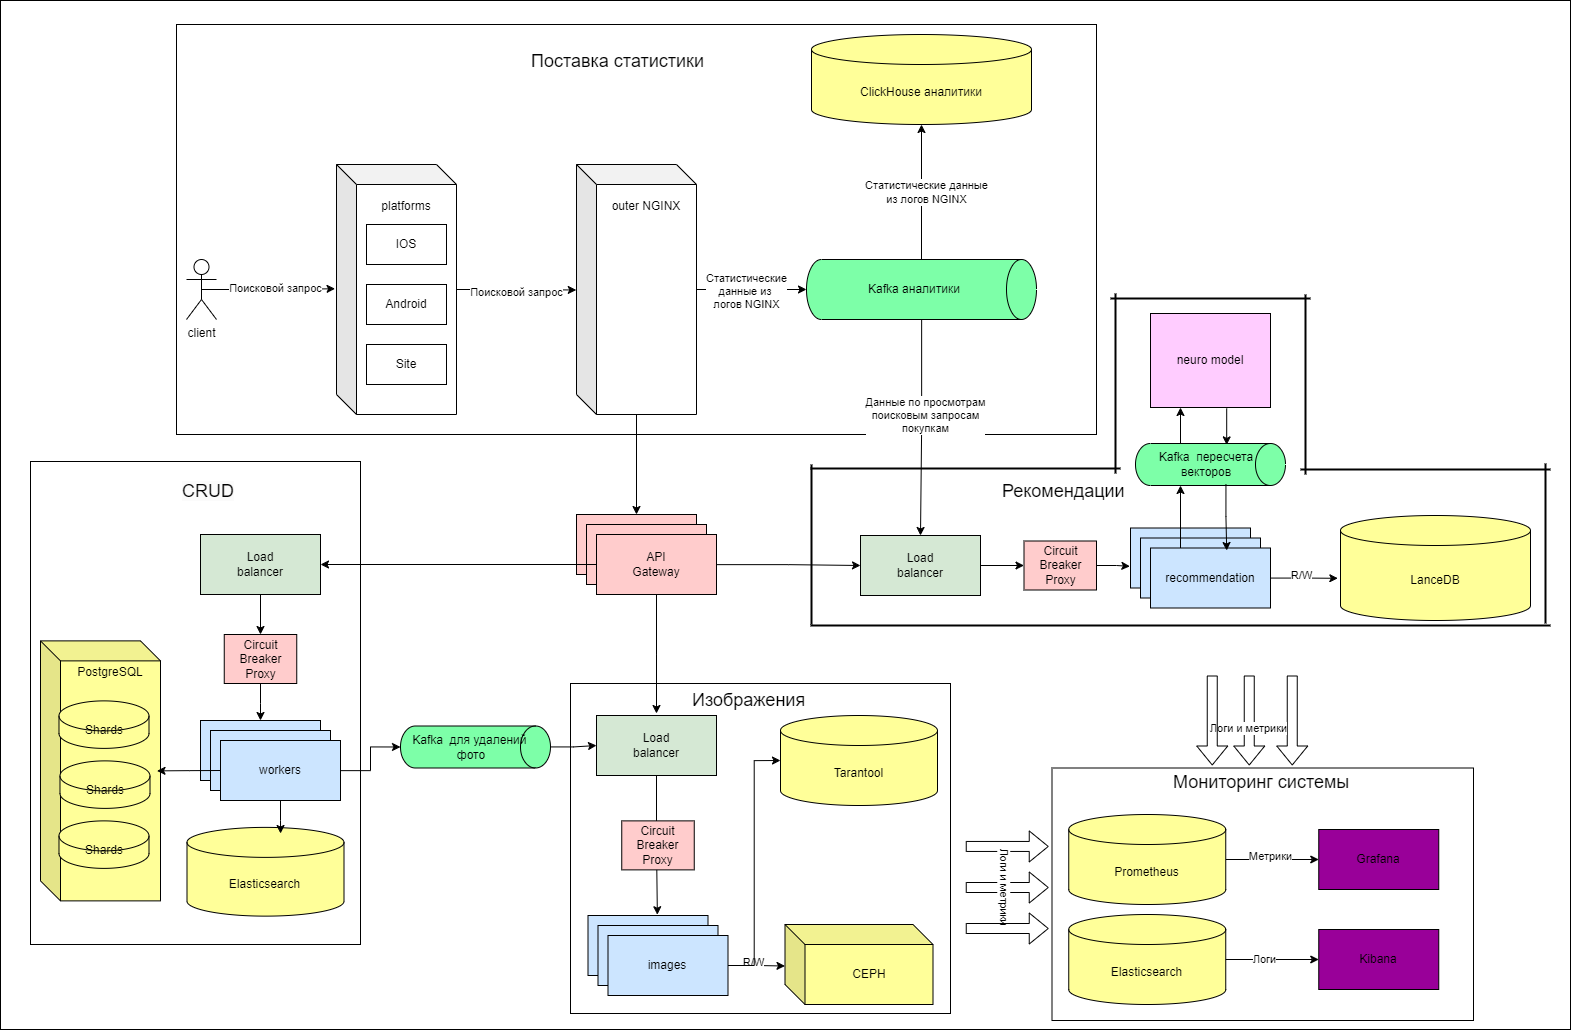 Поставка статистики
ClickHouse аналитики
Статистические данные
из логов NGINX
platforms
IOS
Android
Site
outer NGINX
client
Поисковой запрос
Поисковой запрос
Статистические
данные из
логов NGINX
Kafka аналитики
Данные по просмотрам
поисковым запросам
покупкам
neuro model
Kafka пересчета
векторов
Рекомендации
Load
balancer
Circuit
Breaker
Proxy
recommendation
R/W
LanceDB
API
Gateway
CRUD
Load
balancer
Circuit
Breaker
Proxy
PostgreSQL
Shards
Shards
Shards
workers
Elasticsearch
Kafka для удалений
фото
Изображения
Load
balancer
Circuit
Breaker
Proxy
Tarantool
images
R/W
CEPH
Логи и метрики
Логи и метрики
Мониторинг системы
Prometheus
Метрики
Grafana
Elasticsearch
Логи
Kibana